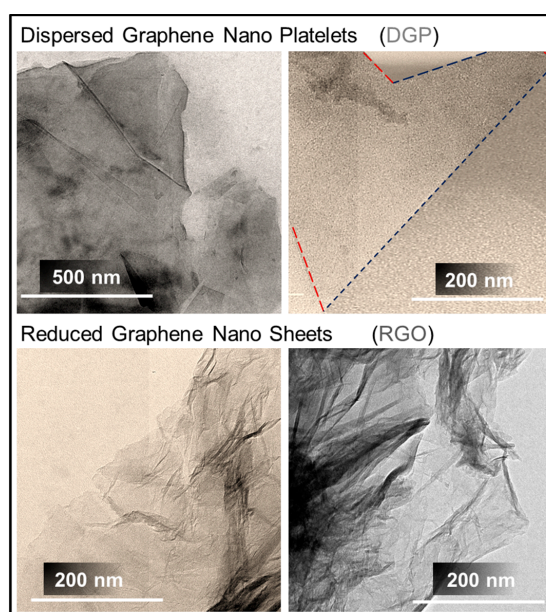 Dispersed Graphene Nano Platelets (DGP)
500 nm
200 nm
Reduced Graphene Nano Sheets (RGO)
200 nm
200 nm